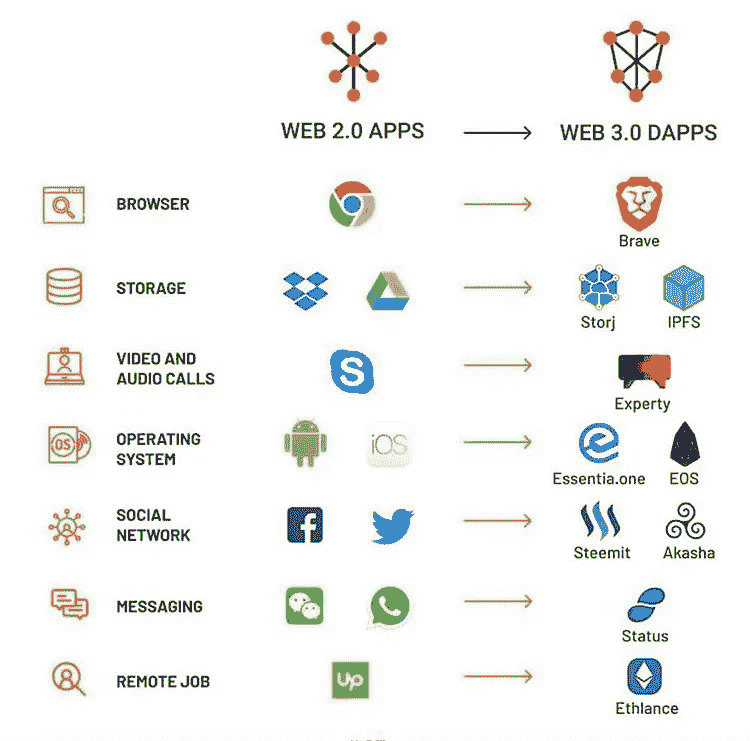 WEB 2.0 APPS WEB 3.0 DAPPS
BROWSER
Brave
STORAGE
Storj IPFS
VIDEO AND
AUDIO CALLS
Experty
OPERATING
SYSTEM
OS
iOS
Essentia.one EOS
SOCIAL
NETWORK
Steemit Akasha
MESSAGING
Status
REMOTE JOB
Up
Ethlance